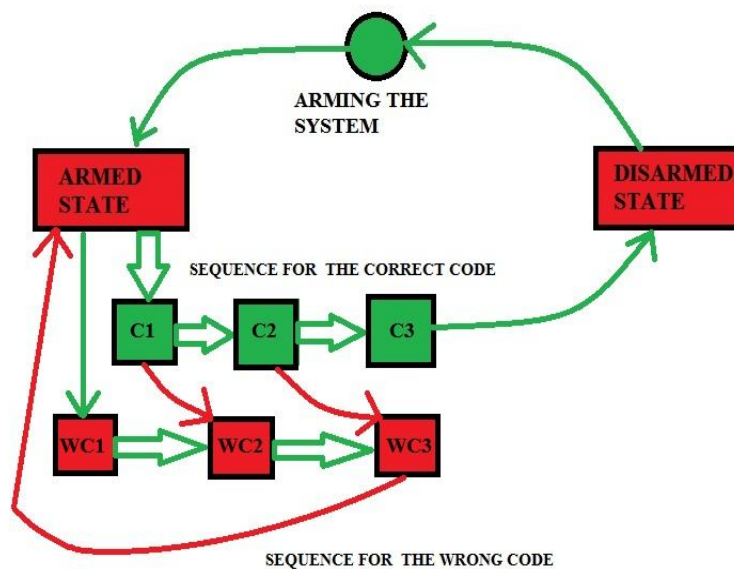 ARMING THE
SYSTEM
ARMED
STATE
DISARMED
STATE
SEQUENCE FOR THE CORRECT CODE
C1
C2
C3
WC1
WC2
WC3
SEQUENCE FOR THE WRONG CODE